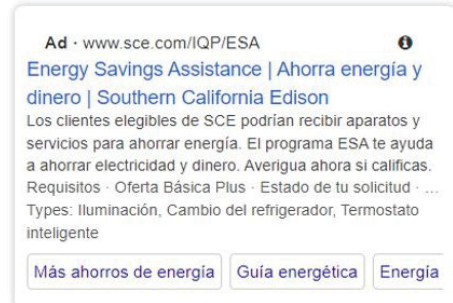 Ad · www.sce.com/IQP/ESA
Energy Savings Assistance | Ahorra energía y
dinero | Southern California Edison
Los clientes elegibles de SCE podrían recibir aparatos y
servicios para ahorrar energía. El programa ESA te ayuda
a ahorrar electricidad y dinero. Averigua ahora si calificas.
Requisitos · Oferta Básica Plus · Estado de tu solicitud · ...
Types: Iluminación, Cambio del refrigerador, Termostato
inteligente
Más ahorros de energía Guía energética Energía